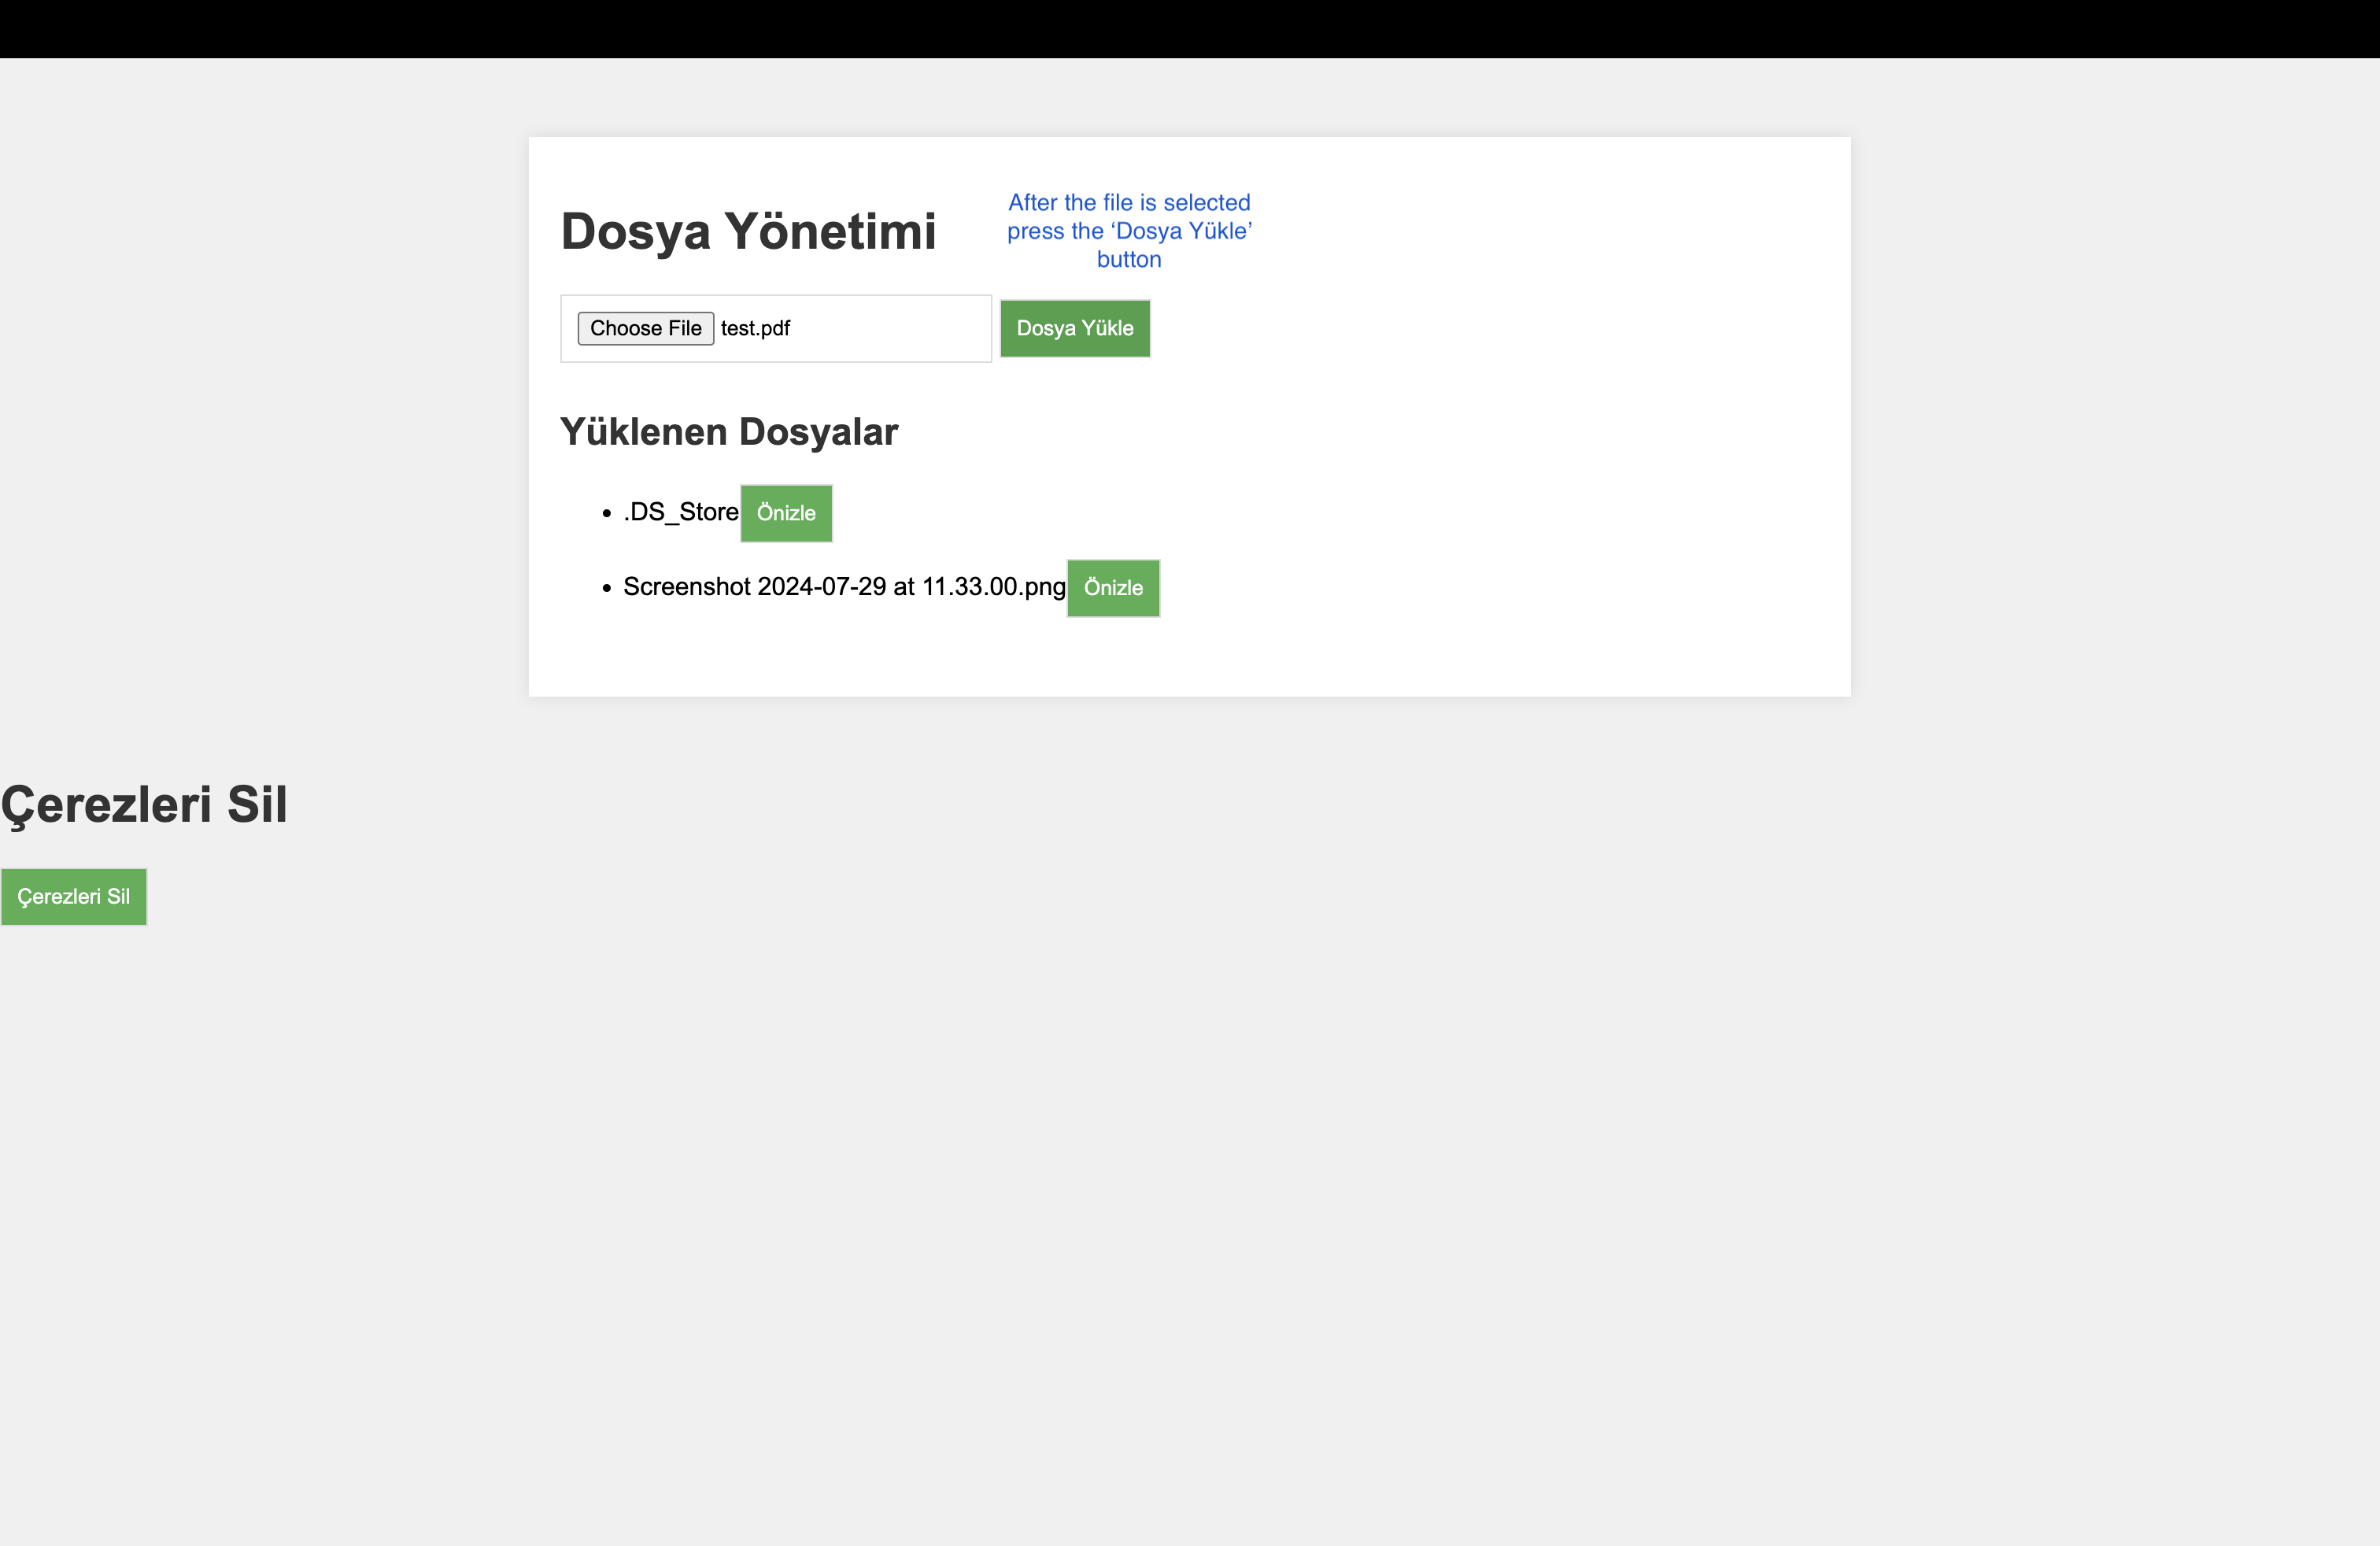 Dosya Yönetimi
After the file is selected
press the ‘Dosya Yükle’
button
Choose File test.pdf
Dosya Yükle
Yüklenen Dosyalar
.DS_Store Önizle
Screenshot 2024-07-29 at 11.33.00.png Önizle
Çerezleri Sil
Çerezleri Sil